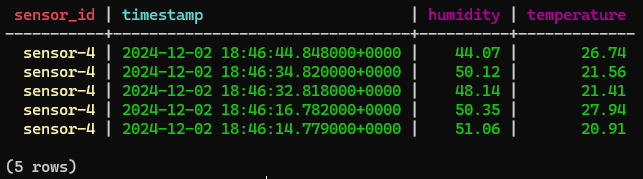 sensor_id | timestamp                       | humidity | temperature
-----------+---------------------------------+----------+-------------
  sensor-4 | 2024-12-02 18:46:44.848000+0000 |    44.07 |       26.74
  sensor-4 | 2024-12-02 18:46:34.820000+0000 |    50.12 |       21.56
  sensor-4 | 2024-12-02 18:46:32.818000+0000 |    48.14 |       21.41
  sensor-4 | 2024-12-02 18:46:16.782000+0000 |    50.35 |       27.94
  sensor-4 | 2024-12-02 18:46:14.779000+0000 |    51.06 |       20.91
(5 rows)